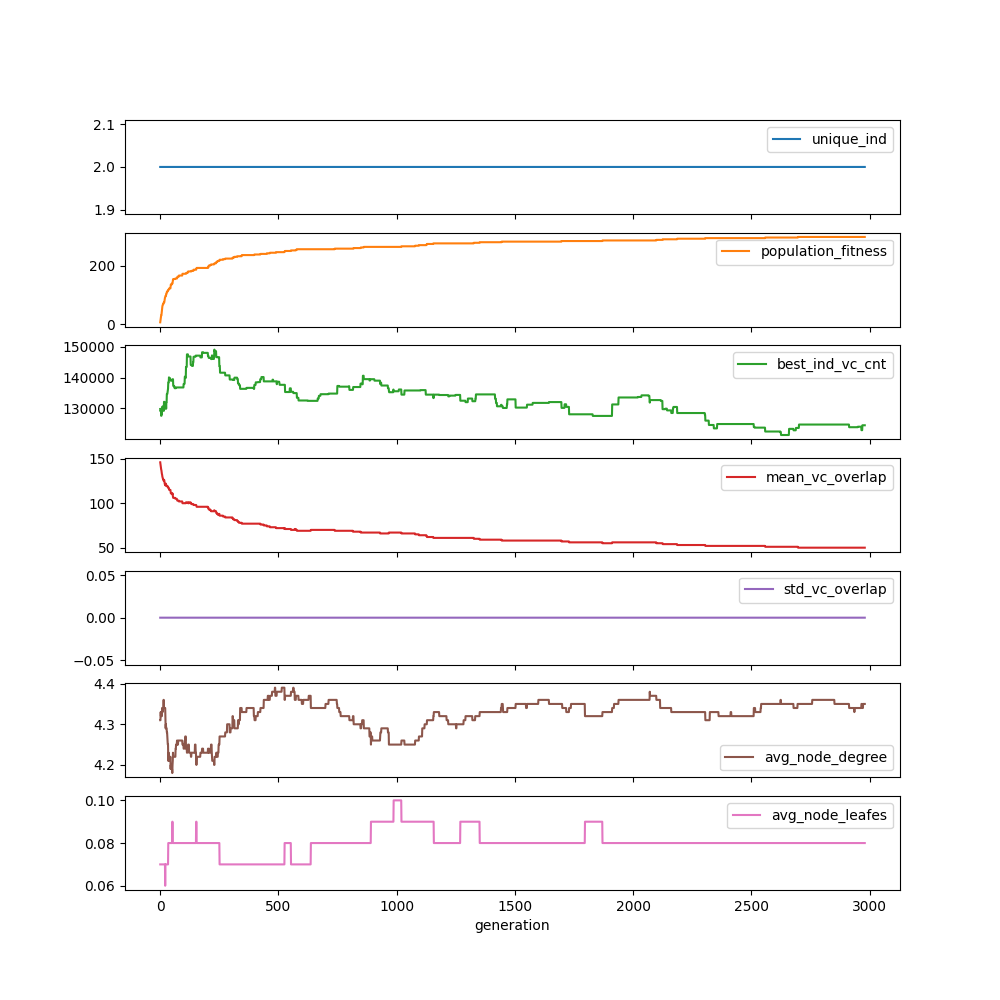 2.1
2.0
1.9
unique_ind
200
0
population_fitness
150000
140000
130000
best_ind_vc_cnt
150
100
50
mean_vc_overlap
0.05
0.00
−0.05
std_vc_overlap
4.4
4.3
4.2
avg_node_degree
0.10
0.08
0.06
avg_node_leafes
0 500 1000 1500 2000 2500 3000
generation